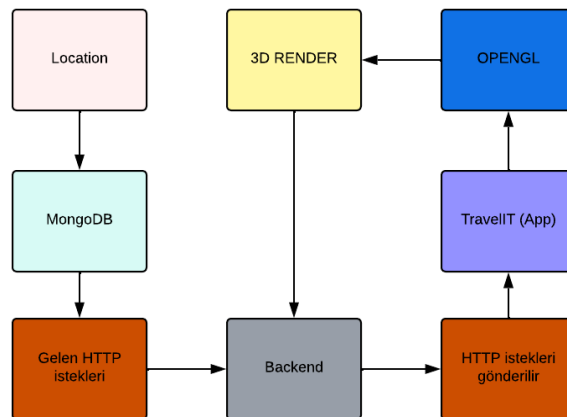 Location
3D RENDER
OPENGL
MongoDB
TravelIT (App)
Gelen HTTP
istekleri
Backend
HTTP istekleri
gönderilir